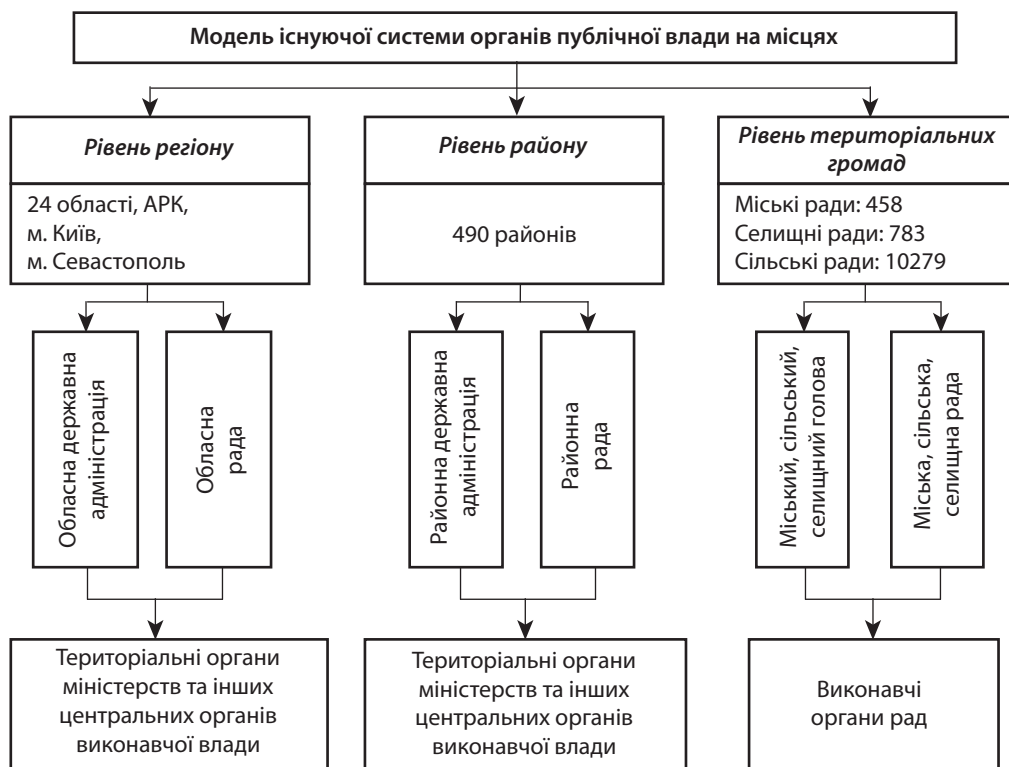 Модель існуючої системи органів публічної влади на місцях
Рівень регіону
24 області, АРК,
м. Київ,
м. Севастополь
Рівень району
490 районів
Рівень територіальних
громад
Міські ради: 458
Селищні ради: 783
Сільські ради: 10279
Обласна державна
адміністрація
Обласна
рада
Районна державна
адміністрація
Районна
рада
Міський, сільський,
селищний голова
Міська, сільська,
селищна рада
Територіальні органи
міністерств та інших
центральних органів
виконавчої влади
Територіальні органи
міністерств та інших
центральних органів
виконавчої влади
Виконавчі
органи рад